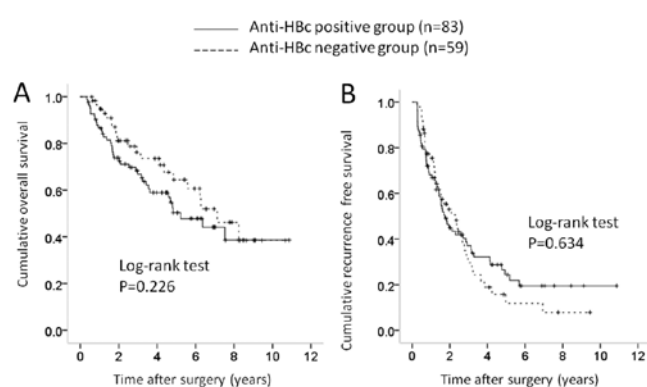 Anti-HBc positive group (n=83)
Anti-HBc negative group (n=59)
A
Cumulative overall survival
1.0
0.8
0.6
0.4
0.2
0.0
Log-rank test
P=0.226
0 2 4 6 8 10 12
Time after surgery (years)
B
Cumulative recurrence free survival
1.0
0.8
0.6
0.4
0.2
0.0
Log-rank test
P=0.634
0 2 4 6 8 10 12
Time after surgery (years)